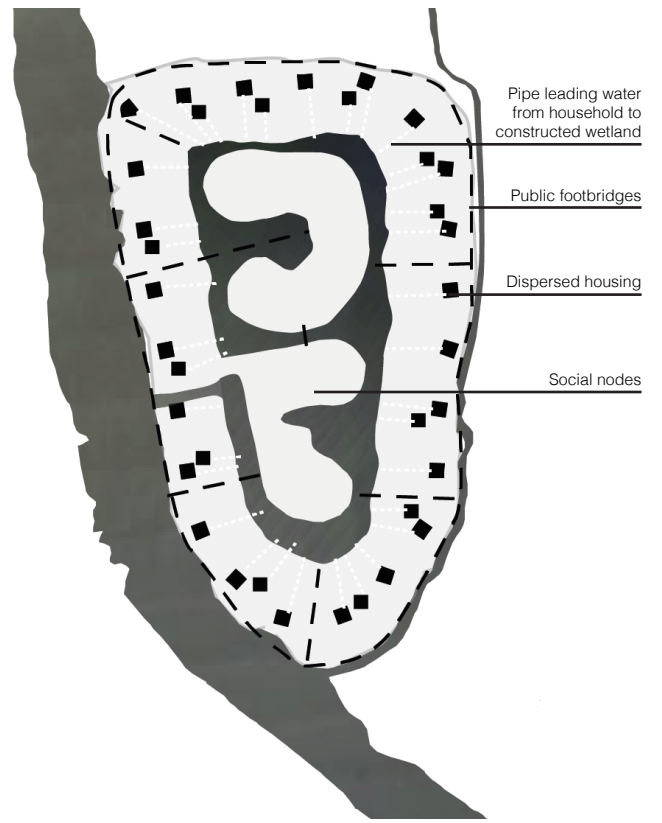 Pipe leading water
from household to
constructed wetland
Public footbridges
Dispersed housing
Social nodes